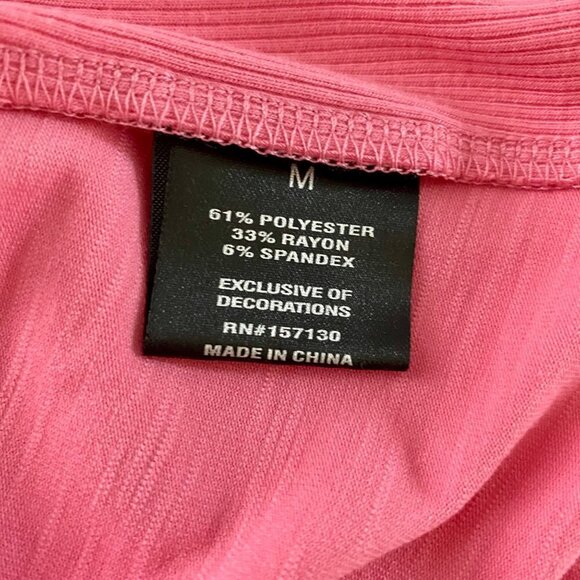 M
61% POLYESTER
33% RAYON
6% SPANDEX
EXCLUSIVE OF
DECORATIONS
RN#157130
MADE IN CHINA